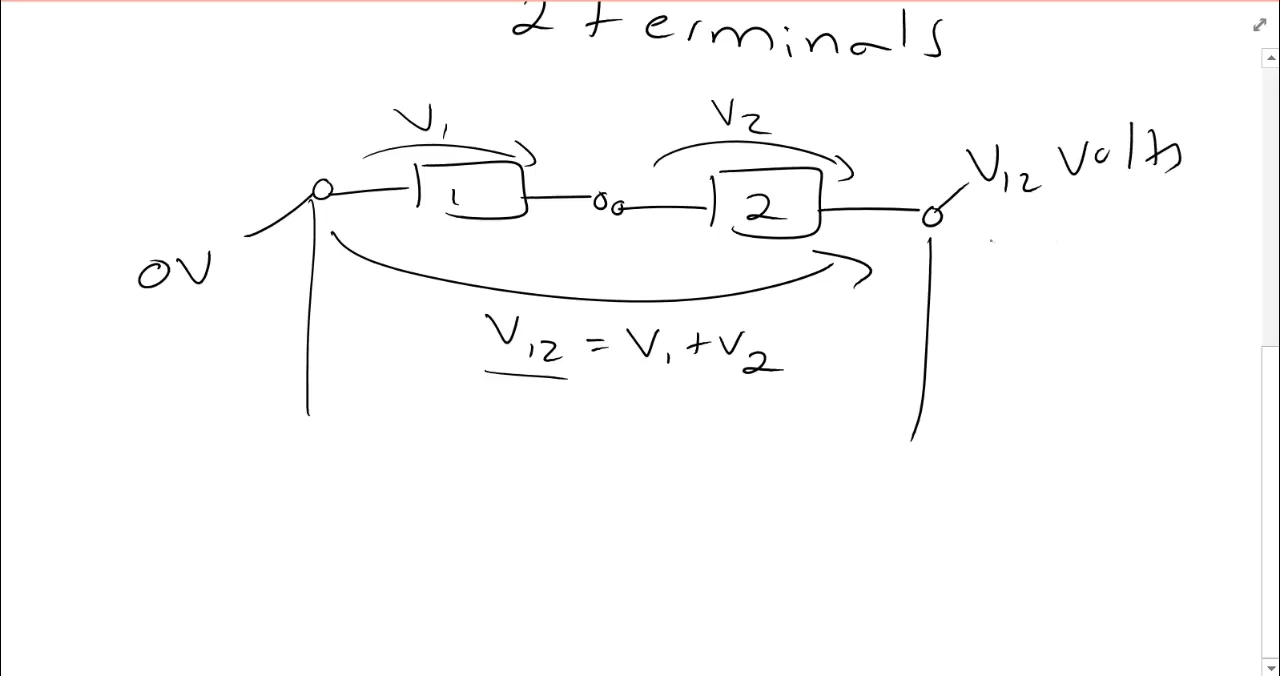 2 terminals
V₁
V₂
V₁₂ Volts
1
2
0V
V₁₂ = V₁ + V₂